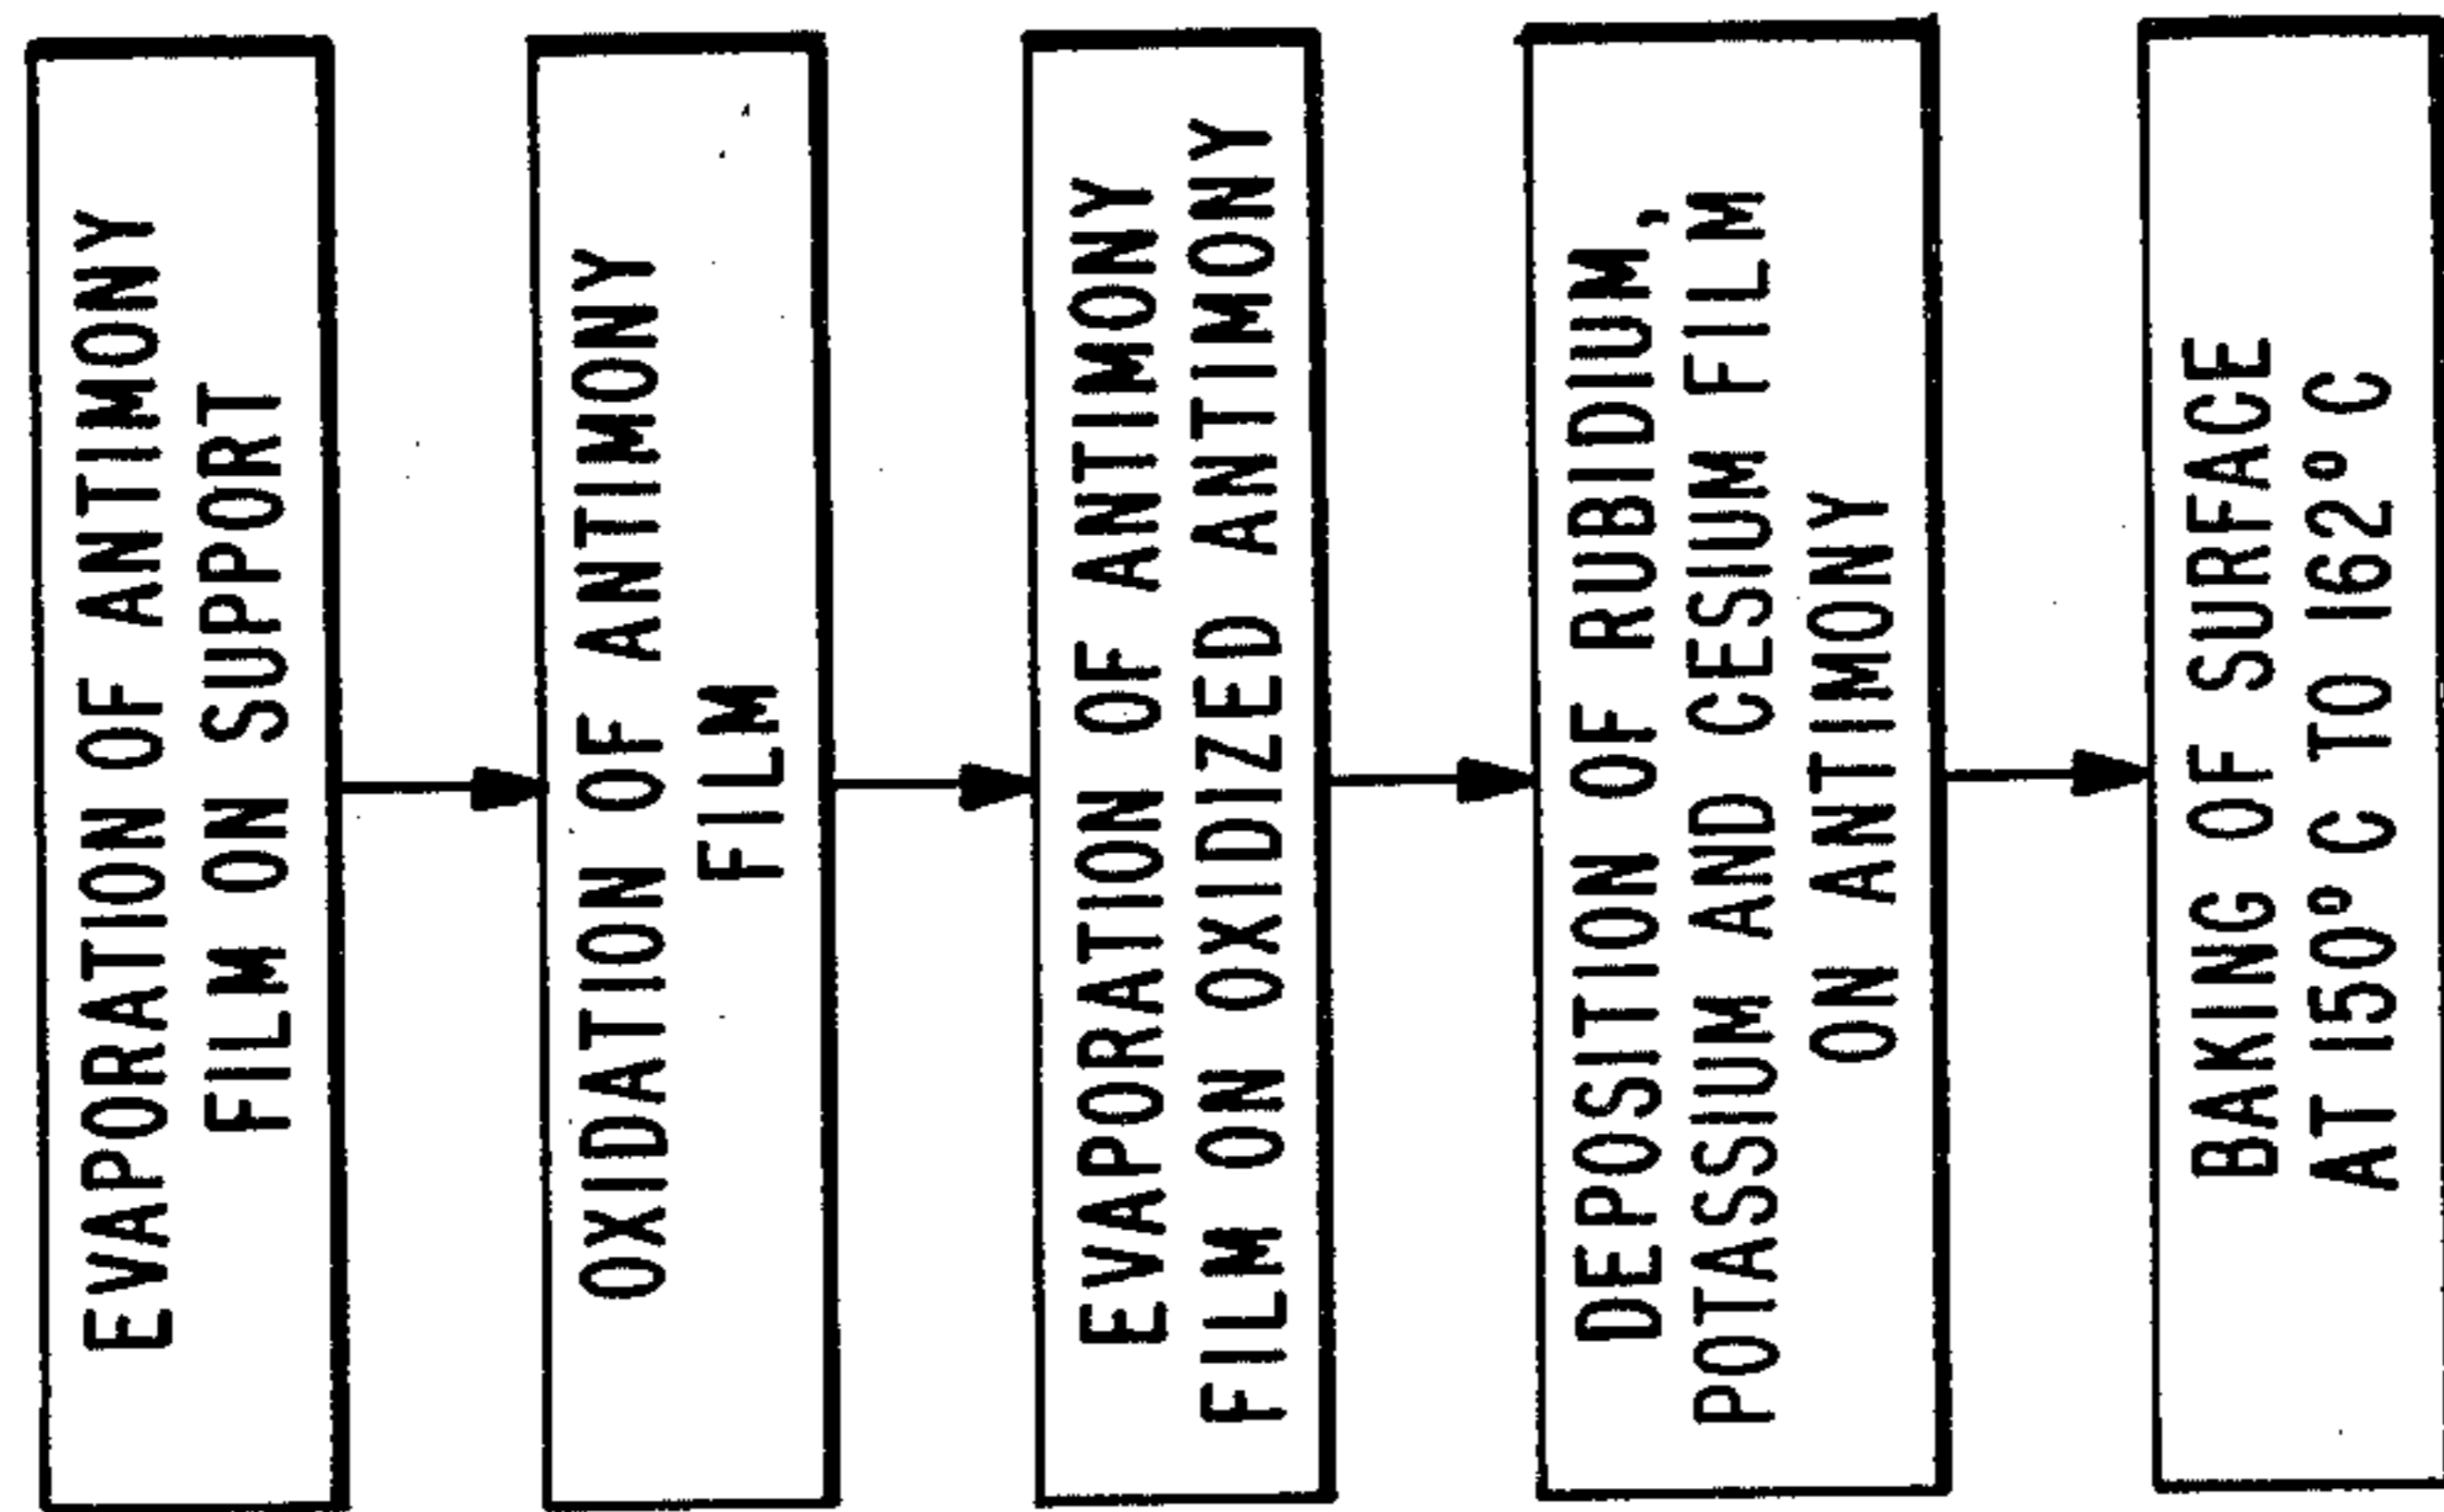 EVAPORATION OF ANTIMONY
FILM ON SUPPORT
OXIDATION OF ANTIMONY
FILM
EVAPORATION OF ANTIMONY
FILM ON OXIDIZED ANTIMONY
DEPOSITION OF RUBIDIUM,
POTASSIUM AND CESIUM FILM
ON ANTIMONY
BAKING OF SURFACE
AT 150° C TO 162° C